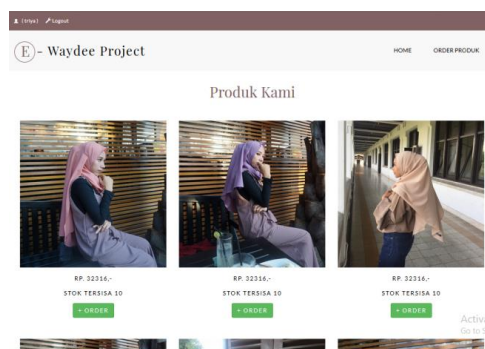 (triya) Logout
E - Waydee Project
HOME ORDER PRODUK
Produk Kami
RP. 32316,- RP. 32316,- RP. 32316,-
STOK TERSISA 10 STOK TERSISA 10 STOK TERSISA 10
+ ORDER + ORDER + ORDER
Activa
Go to S